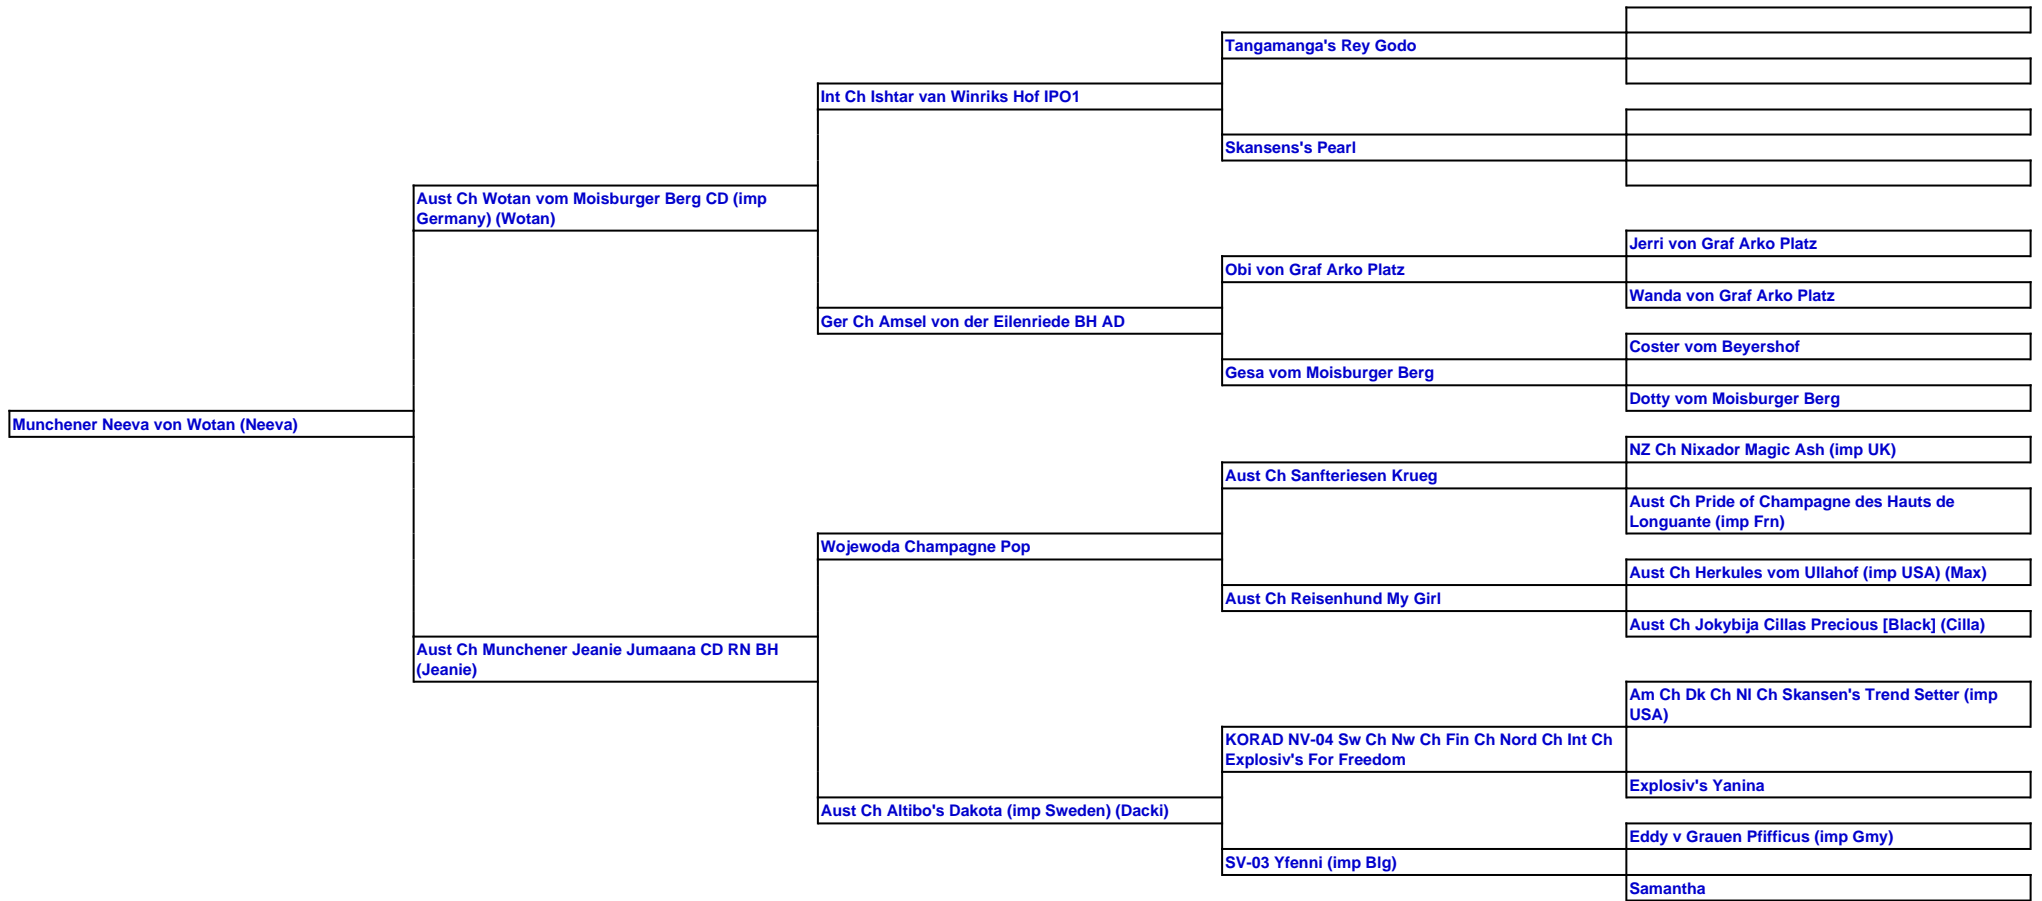 Tangamanga's Rey Godo
Int Ch Ishtar van Winriks Hof IPO1
Skansens's Pearl
Aust Ch Wotan vom Moisburger Berg CD (imp
Germany) (Wotan)
Jerri von Graf Arko Platz
Obi von Graf Arko Platz
Wanda von Graf Arko Platz
Ger Ch Amsel von der Eilenriede BH AD
Coster vom Beyershof
Gesa vom Moisburger Berg
Dotty vom Moisburger Berg
Munchener Neeva von Wotan (Neeva)
NZ Ch Nixador Magic Ash (imp UK)
Aust Ch Sanfteriesen Krueg
Aust Ch Pride of Champagne des Hauts de
Longuante (imp Frn)
Wojewoda Champagne Pop
Aust Ch Herkules vom Ullahof (imp USA) (Max)
Aust Ch Reisenhund My Girl
Aust Ch Jokybija Cillas Precious [Black] (Cilla)
Aust Ch Munchener Jeanie Jumaana CD RN BH
(Jeanie)
Am Ch Dk Ch Nl Ch Skansen's Trend Setter (imp
USA)
KORAD NV-04 Sw Ch Nw Ch Fin Ch Nord Ch Int Ch
Explosiv's For Freedom
Explosiv's Yanina
Aust Ch Altibo's Dakota (imp Sweden) (Dacki)
Eddy v Grauen Pfifficus (imp Gmy)
SV-03 Yfenni (imp Blg)
Samantha